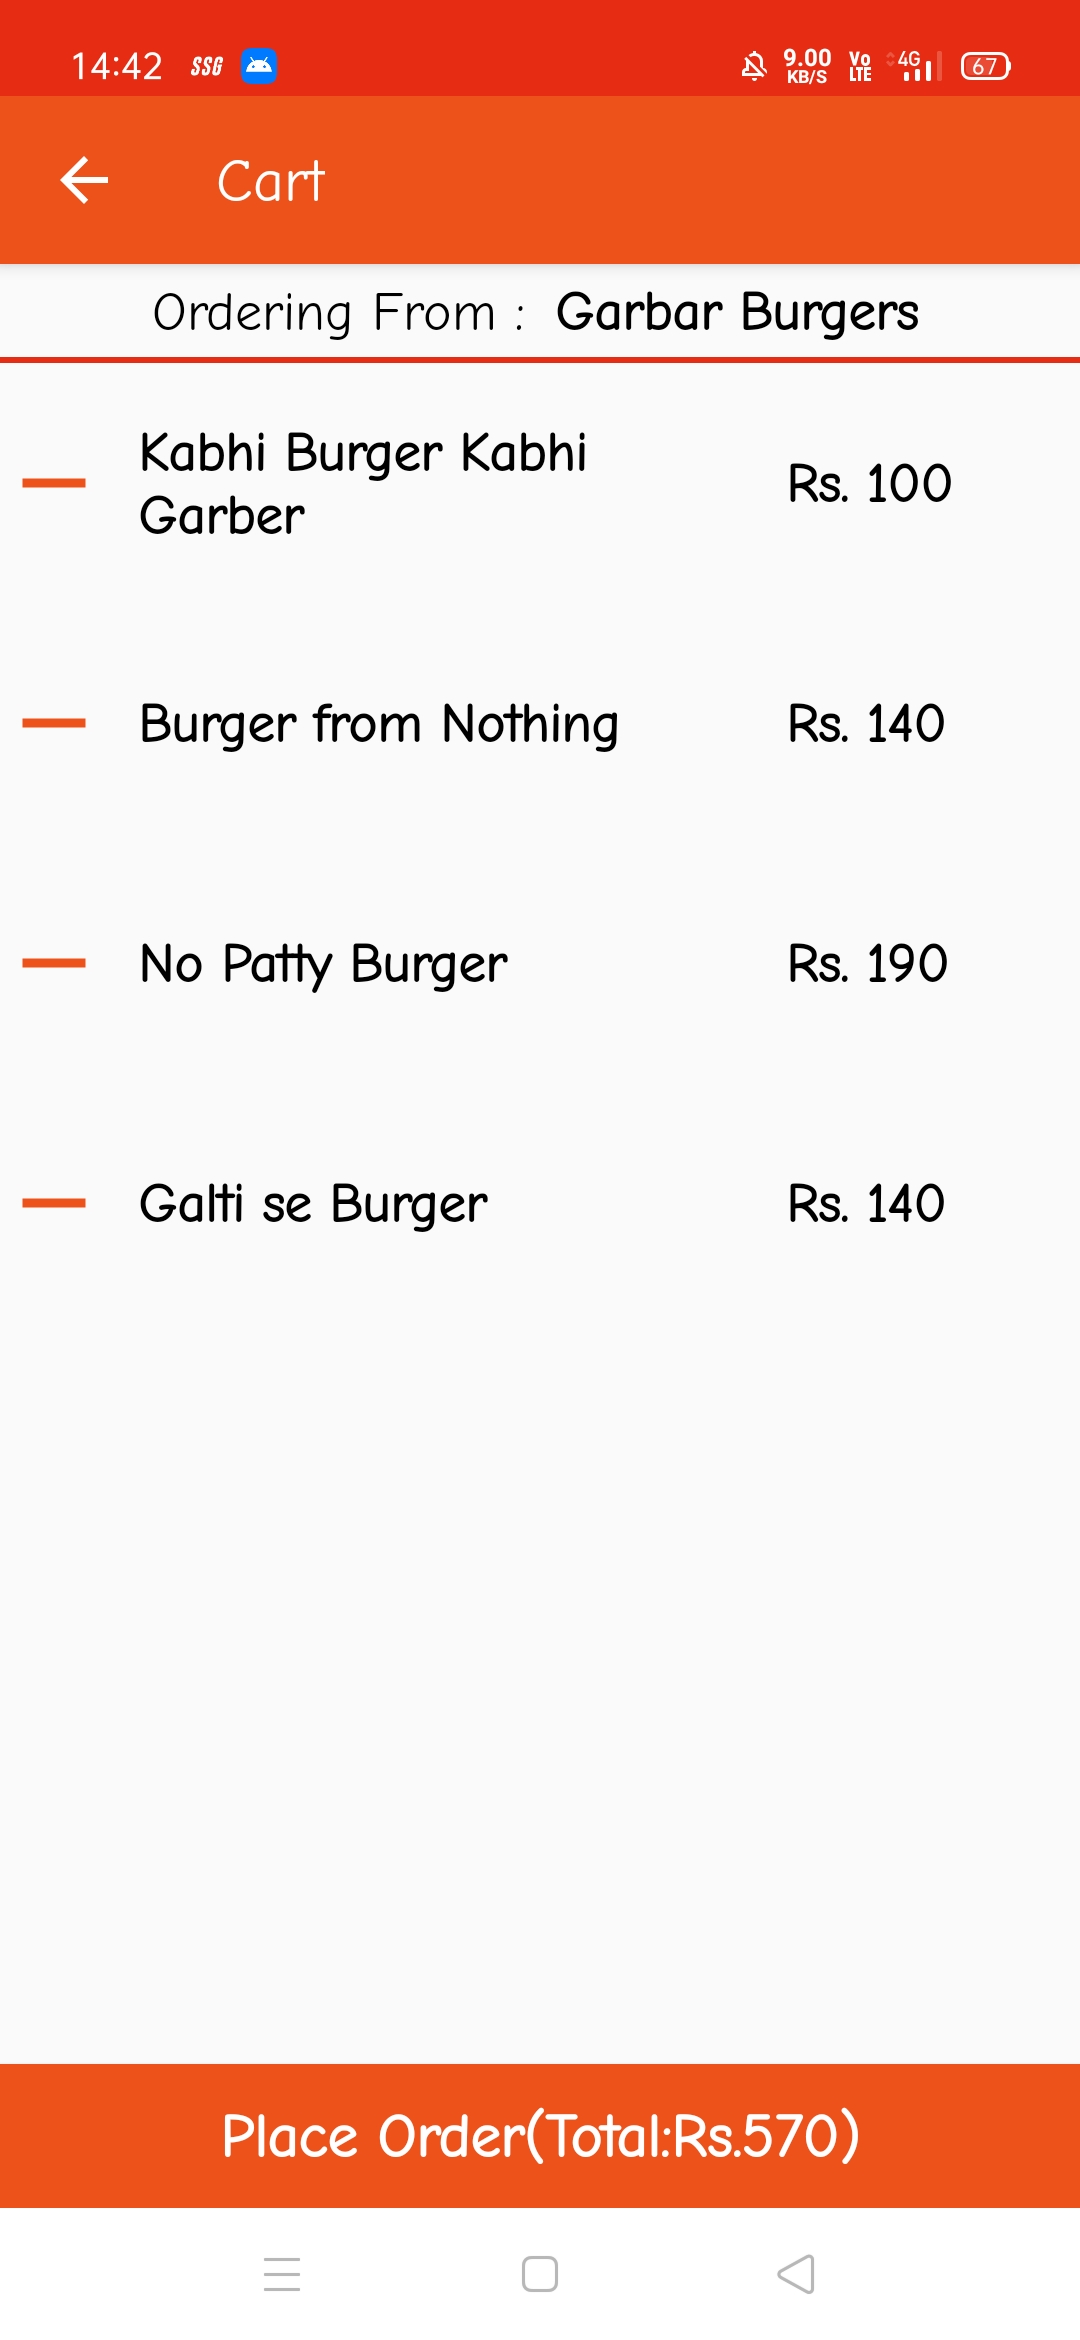 14:42 SSG 9.00 KB/S Vo LTE 4G 67
Cart
Ordering From : Garbar Burgers
Kabhi Burger Kabhi
Garber
Rs. 100
Burger from Nothing Rs. 140
No Patty Burger Rs. 190
Galti se Burger Rs. 140
Place Order(Total:Rs.570)